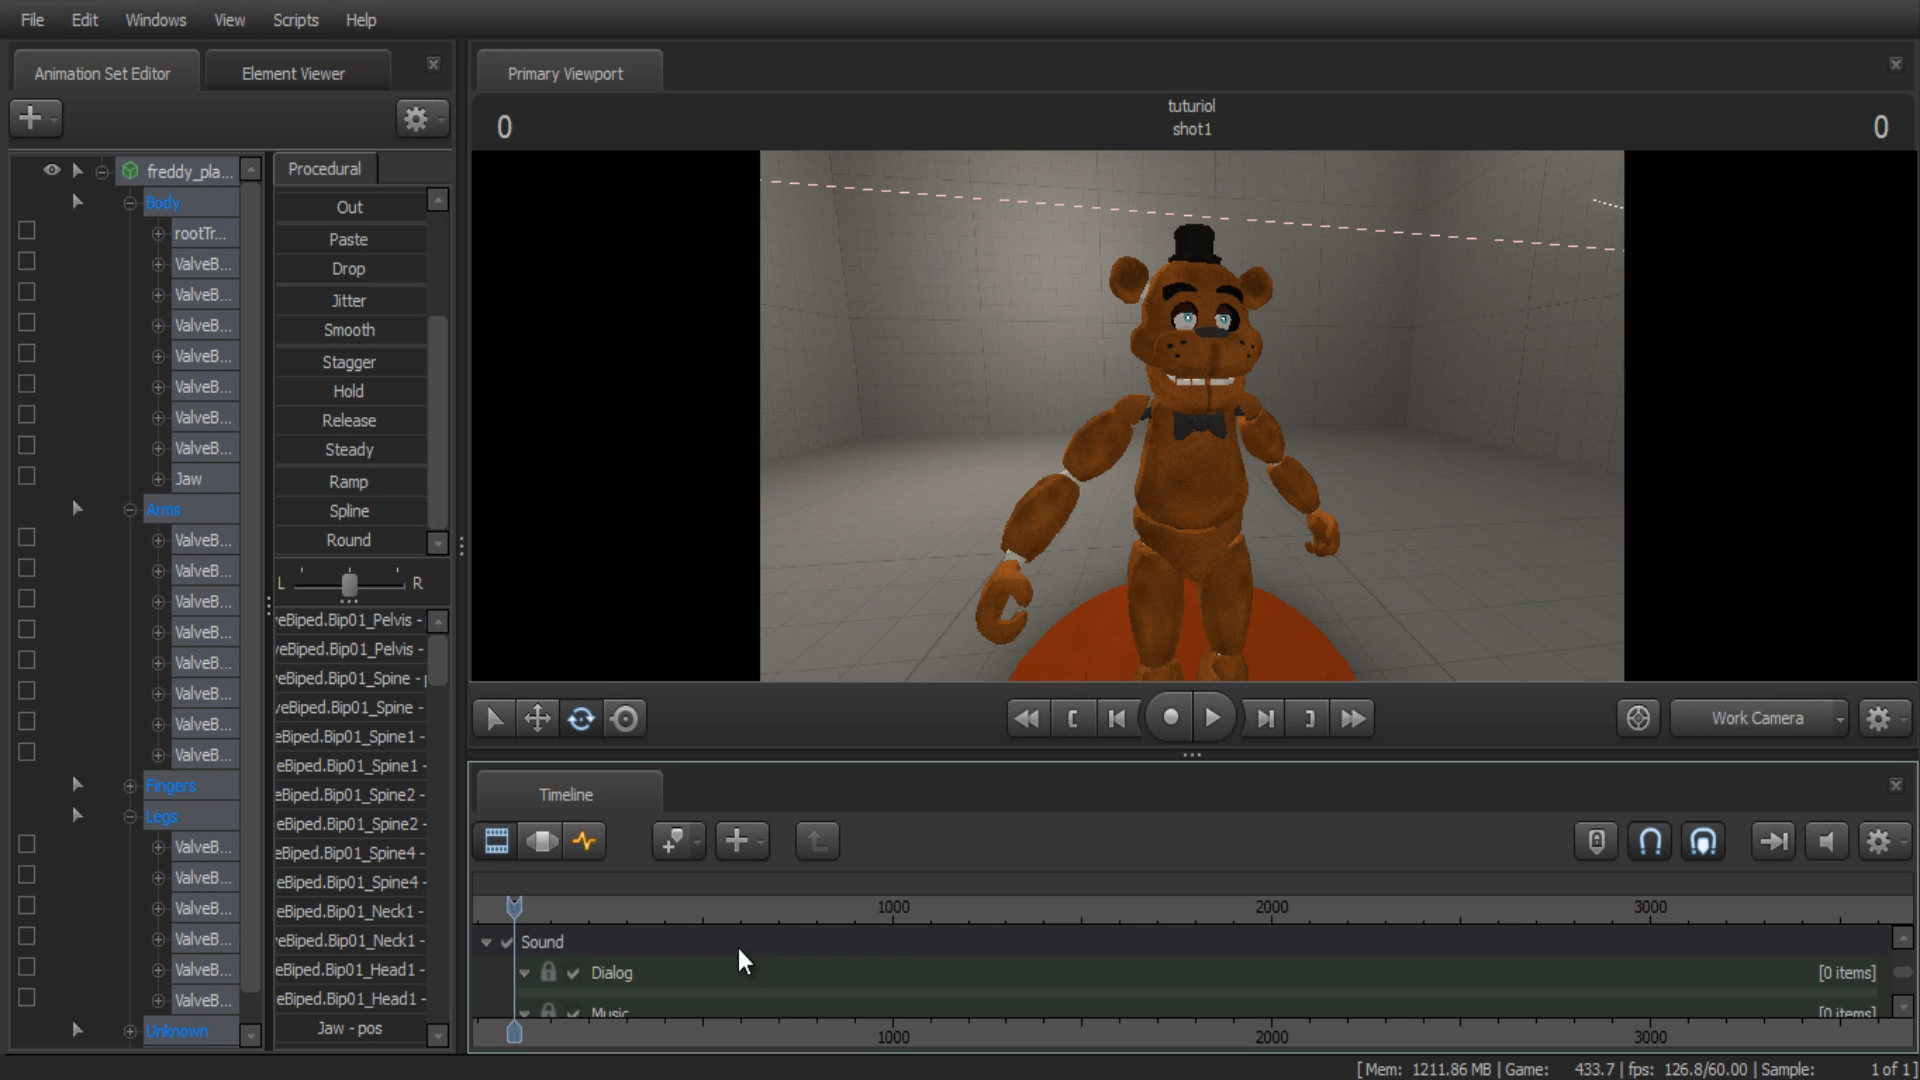 File Edit Windows View Scripts Help
Animation Set Editor
Element Viewer
Primary Viewport
0
tuturiol
shot1
0
freddy_pla...
Body
rootTr...
ValveB...
ValveB...
ValveB...
ValveB...
ValveB...
ValveB...
ValveB...
Jaw
Arms
ValveB...
ValveB...
ValveB...
ValveB...
ValveB...
ValveB...
ValveB...
ValveB...
Fingers
Legs
ValveB...
ValveB...
ValveB...
ValveB...
ValveB...
ValveB...
Unknown
Procedural
Out
Paste
Drop
Jitter
Smooth
Stagger
Hold
Release
Steady
Ramp
Spline
Round
L R
eBiped.Bip01_Pelvis -
eBiped.Bip01_Pelvis -
eBiped.Bip01_Spine -
eBiped.Bip01_Spine -
eBiped.Bip01_Spine1 -
eBiped.Bip01_Spine1 -
eBiped.Bip01_Spine2 -
eBiped.Bip01_Spine2 -
eBiped.Bip01_Spine4 -
eBiped.Bip01_Spine4 -
eBiped.Bip01_Neck1 -
eBiped.Bip01_Neck1 -
eBiped.Bip01_Head1 -
eBiped.Bip01_Head1 -
Jaw - pos
Work Camera
Timeline
1000 2000 3000
Sound
Dialog [0 items]
Music [0 items]
1000 2000 3000
[ Mem: 1211.86 MB | Game: 433.7 | fps: 126.8/60.00 | Sample: 1 of 1 ]